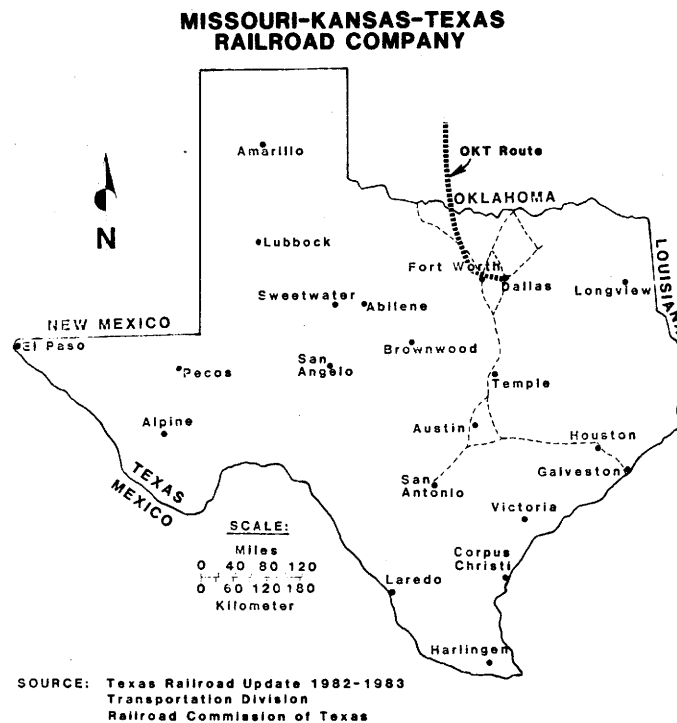 MISSOURI-KANSAS-TEXAS
RAILROAD COMPANY
Amarillo
OKT Route
OKLAHOMA
N
Lubbock
LOUISIANA
Fort Worth
Dallas
Longview
Sweetwater
Abilene
NEW MEXICO
El Paso
Brownwood
San
Angelo
Pecos
Temple
Alpine
Austin
Houston
Galveston
TEXAS
MEXICO
San
Antonio
Victoria
SCALE:
Miles
0 40 80 120
0 60 120 180
Kilometer
Corpus
Christi
Laredo
Harlingen
SOURCE: Texas Railroad Update 1982-1983
Transportation Division
Railroad Commission of Texas